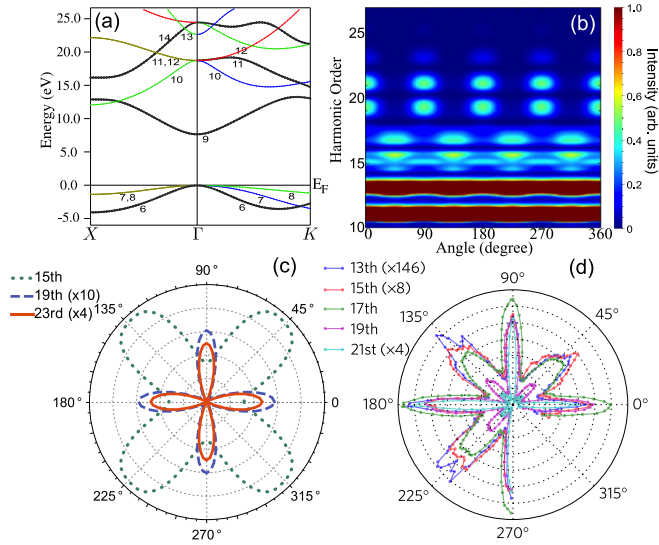 (a)
25.0
20.0
15.0
10.0
5.0
0.0
-5.0
Energy (eV)
14
13
12
11,12
11
10
10
9
E_F
7,8
6
6
7
8
X
Γ
K
(b)
Harmonic Order
25
20
15
10
0
90
180
270
360
Angle (degree)
1.0
0.8
0.6
0.4
0.2
0
Intensity (arb. units)
(c)
15th
19th (x10)
23rd (x4)
90°
45°
0
315°
270°
225°
180°
135°
(d)
13th (×146)
15th (×8)
17th
19th
21st (×4)
90°
45°
0°
315°
270°
225°
180°
135°